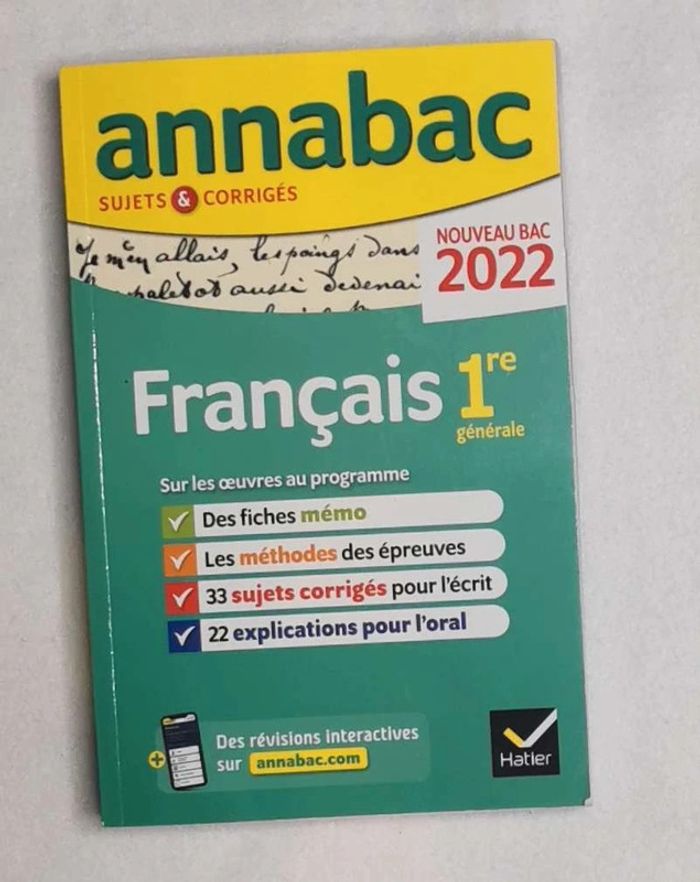 annabac
SUJETS & CORRIGÉS
Je m'en allais, les poings dans
paletot aussi devenai
NOUVEAU BAC
2022
Français 1re
générale
Sur les œuvres au programme
Des fiches mémo
Les méthodes des épreuves
33 sujets corrigés pour l'écrit
22 explications pour l'oral
+
Des révisions interactives
sur annabac.com
Hatier